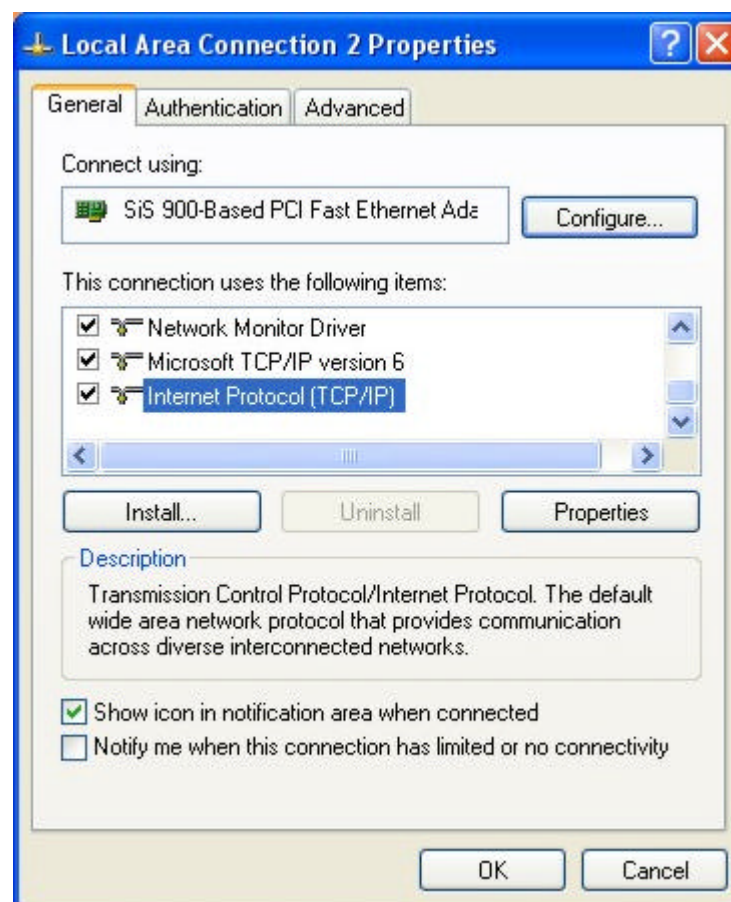 Local Area Connection 2 Properties
General Authentication Advanced
Connect using:
SiS 900-Based PCI Fast Ethernet Ada
Configure...
This connection uses the following items:
Network Monitor Driver
Microsoft TCP/IP version 6
Internet Protocol (TCP/IP)
Install... Uninstall Properties
Description
Transmission Control Protocol/Internet Protocol. The default
wide area network protocol that provides communication
across diverse interconnected networks.
Show icon in notification area when connected
Notify me when this connection has limited or no connectivity
OK Cancel